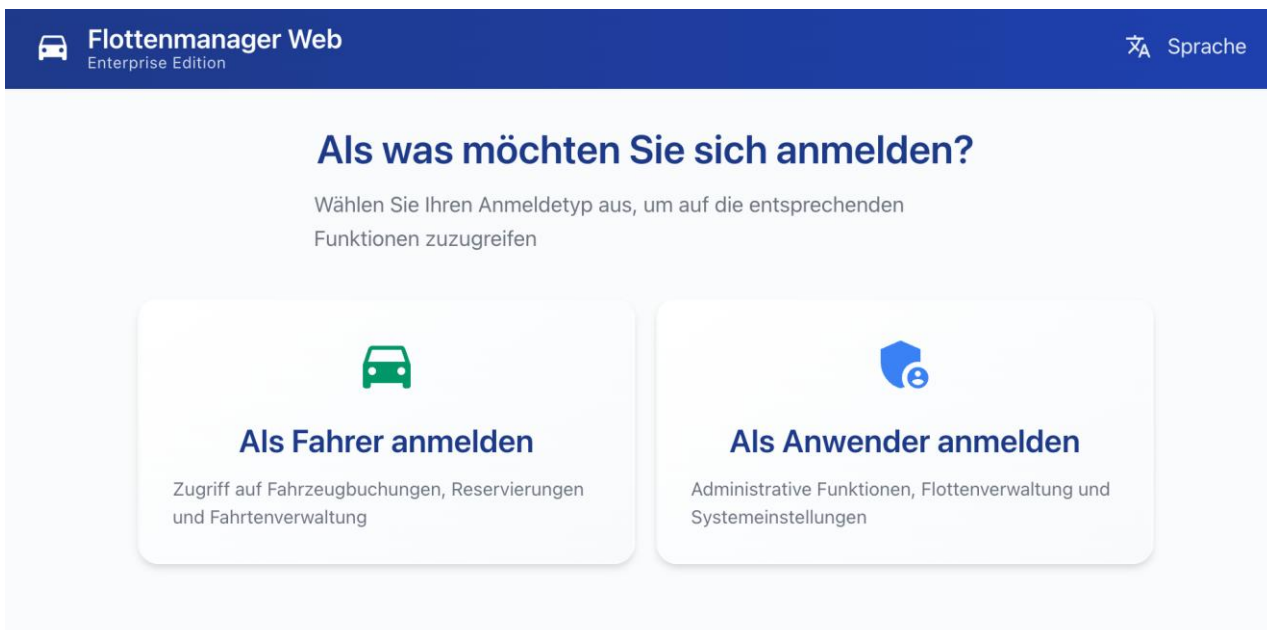 Flottenmanager Web
Enterprise Edition
Sprache
Als was möchten Sie sich anmelden?
Wählen Sie Ihren Anmeldetyp aus, um auf die entsprechenden
Funktionen zuzugreifen
Als Fahrer anmelden
Zugriff auf Fahrzeugbuchungen, Reservierungen
und Fahrtenverwaltung
Als Anwender anmelden
Administrative Funktionen, Flottenverwaltung und
Systemeinstellungen